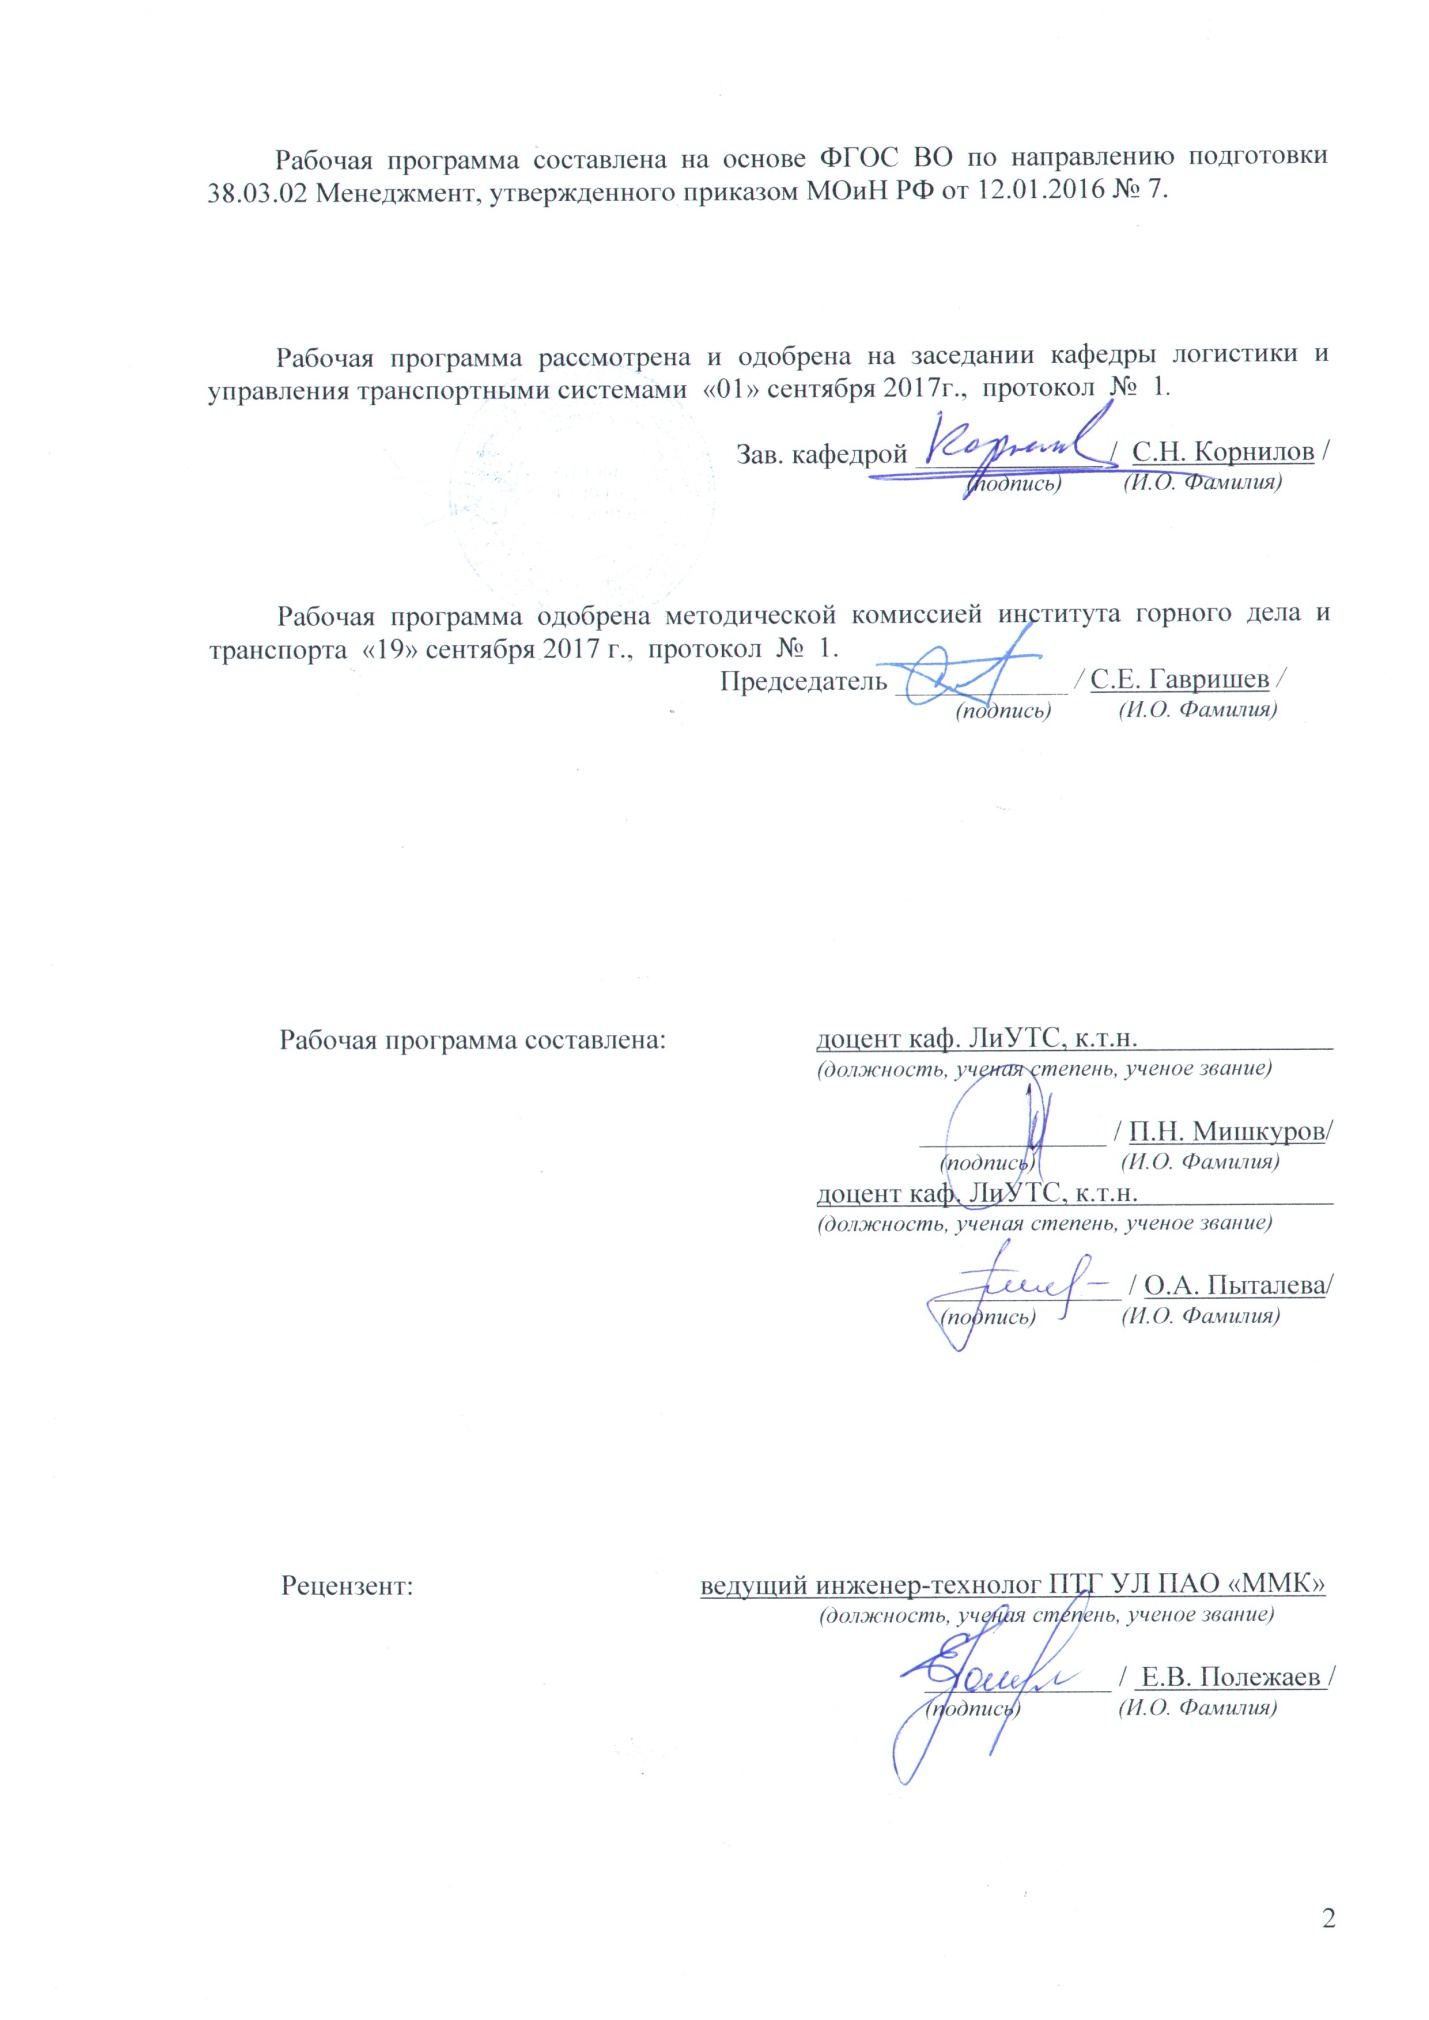 Рабочая программа составлена на основе ФГОС ВО по направлению подготовки
38.03.02 Менеджмент, утвержденного приказом МОиН РФ от 12.01.2016 № 7.
Рабочая программа рассмотрена и одобрена на заседании кафедры логистики и
управления транспортными системами «01» сентября 2017г., протокол № 1.
Зав. кафедрой _____________ / С.Н. Корнилов /
(подпись) (И.О. Фамилия)
Рабочая программа одобрена методической комиссией института горного дела и
транспорта «19» сентября 2017 г., протокол № 1.
Председатель ____________ / С.Е. Гавришев /
(подпись) (И.О. Фамилия)
Рабочая программа составлена: доцент каф. ЛиУТС, к.т.н.
(должность, ученая степень, ученое звание)
_____________ / П.Н. Мишкуров/
(подпись) (И.О. Фамилия)
доцент каф. ЛиУТС, к.т.н.
(должность, ученая степень, ученое звание)
_____________ / О.А. Пыталева/
(подпись) (И.О. Фамилия)
Рецензент: ведущий инженер-технолог ПТГ УЛ ПАО «ММК»
(должность, ученая степень, ученое звание)
_____________ / Е.В. Полежаев /
(подпись) (И.О. Фамилия)
2